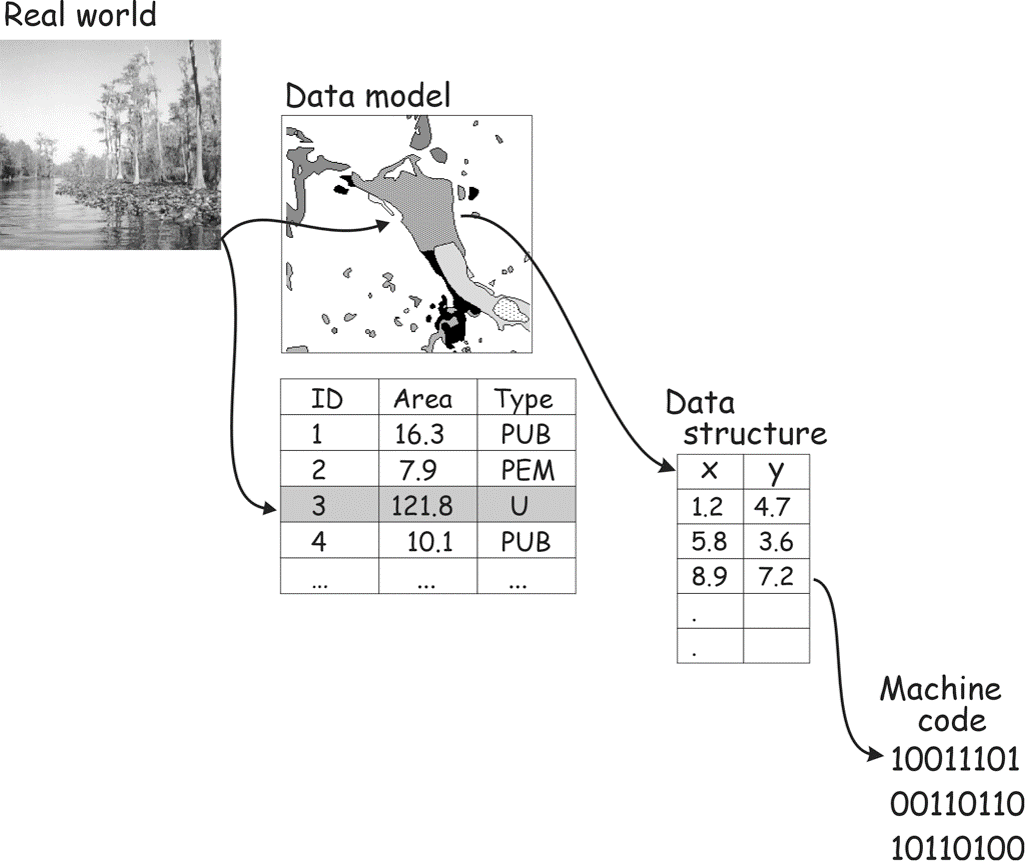 Real world
Data model
ID Area Type
1 16.3 PUB
2 7.9 PEM
3 121.8 U
4 10.1 PUB
... ... ...
Data
structure
x y
1.2 4.7
5.8 3.6
8.9 7.2
.
.
Machine
code
10011101
00110110
10110100